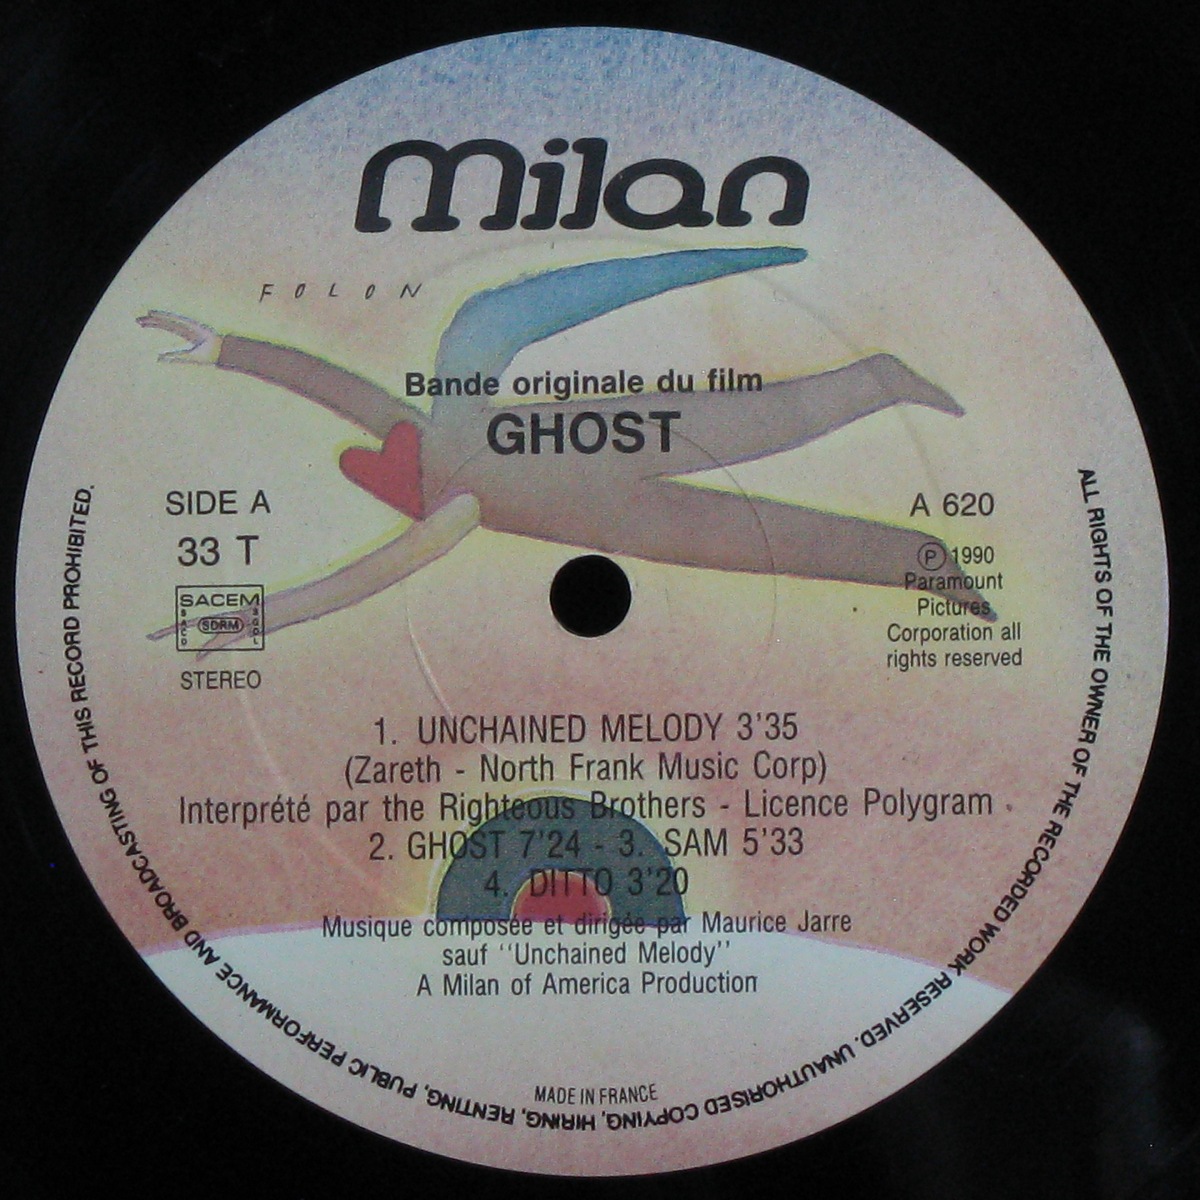 milan
FOLON
Bande originale du film
GHOST
SIDE A
33 T
SACEM
SACD SDRM SGDL
STEREO
A 620
Ⓟ 1990
Paramount
Pictures
Corporation all
rights reserved
1. UNCHAINED MELODY 3'35
(Zareth - North Frank Music Corp)
Interprété par the Righteous Brothers - Licence Polygram
2. GHOST 7'24 - 3. SAM 5'33
4. DITTO 3'20
Musique composée et dirigée par Maurice Jarre
sauf ''Unchained Melody''
A Milan of America Production
MADE IN FRANCE
ALL RIGHTS OF THE OWNER OF THE RECORDED WORK RESERVED. UNAUTHORISED COPYING, HIRING, RENTING, PUBLIC PERFORMANCE AND BROADCASTING OF THIS RECORD PROHIBITED.